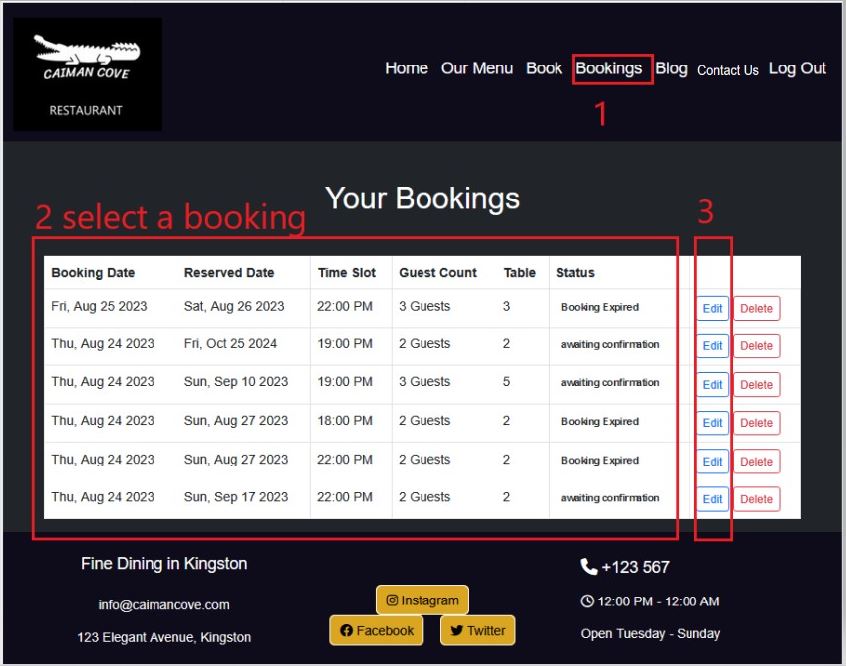 CAIMAN COVE
RESTAURANT
Home Our Menu Book Bookings Blog Contact Us Log Out
1
Your Bookings
2 select a booking
3
Booking Date Reserved Date Time Slot Guest Count Table Status
Fri, Aug 25 2023 Sat, Aug 26 2023 22:00 PM 3 Guests 3 Booking Expired Edit Delete
Thu, Aug 24 2023 Fri, Oct 25 2024 19:00 PM 2 Guests 2 awaiting confirmation Edit Delete
Thu, Aug 24 2023 Sun, Sep 10 2023 19:00 PM 3 Guests 5 awaiting confirmation Edit Delete
Thu, Aug 24 2023 Sun, Aug 27 2023 18:00 PM 2 Guests 2 Booking Expired Edit Delete
Thu, Aug 24 2023 Sun, Aug 27 2023 22:00 PM 2 Guests 2 Booking Expired Edit Delete
Thu, Aug 24 2023 Sun, Sep 17 2023 22:00 PM 2 Guests 2 awaiting confirmation Edit Delete
Fine Dining in Kingston
info@caimancove.com
123 Elegant Avenue, Kingston
Instagram
Facebook Twitter
+123 567
12:00 PM - 12:00 AM
Open Tuesday - Sunday